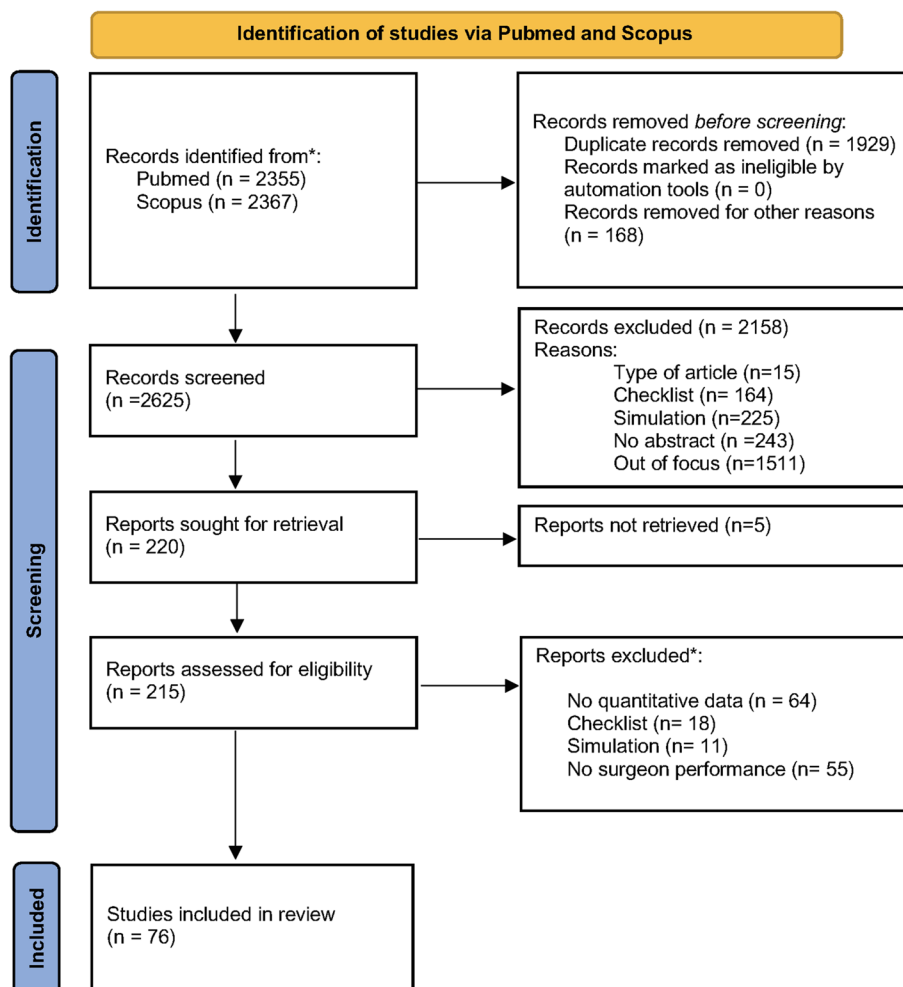 Identification of studies via Pubmed and Scopus
Identification
Records identified from*:
Pubmed (n = 2355)
Scopus (n = 2367)
Records removed before screening:
Duplicate records removed (n = 1929)
Records marked as ineligible by
automation tools (n = 0)
Records removed for other reasons
(n = 168)
Screening
Records screened
(n =2625)
Records excluded (n = 2158)
Reasons:
Type of article (n=15)
Checklist (n= 164)
Simulation (n=225)
No abstract (n =243)
Out of focus (n=1511)
Reports sought for retrieval
(n = 220)
Reports not retrieved (n=5)
Reports assessed for eligibility
(n = 215)
Reports excluded*:
No quantitative data (n = 64)
Checklist (n= 18)
Simulation (n= 11)
No surgeon performance (n= 55)
Included
Studies included in review
(n = 76)